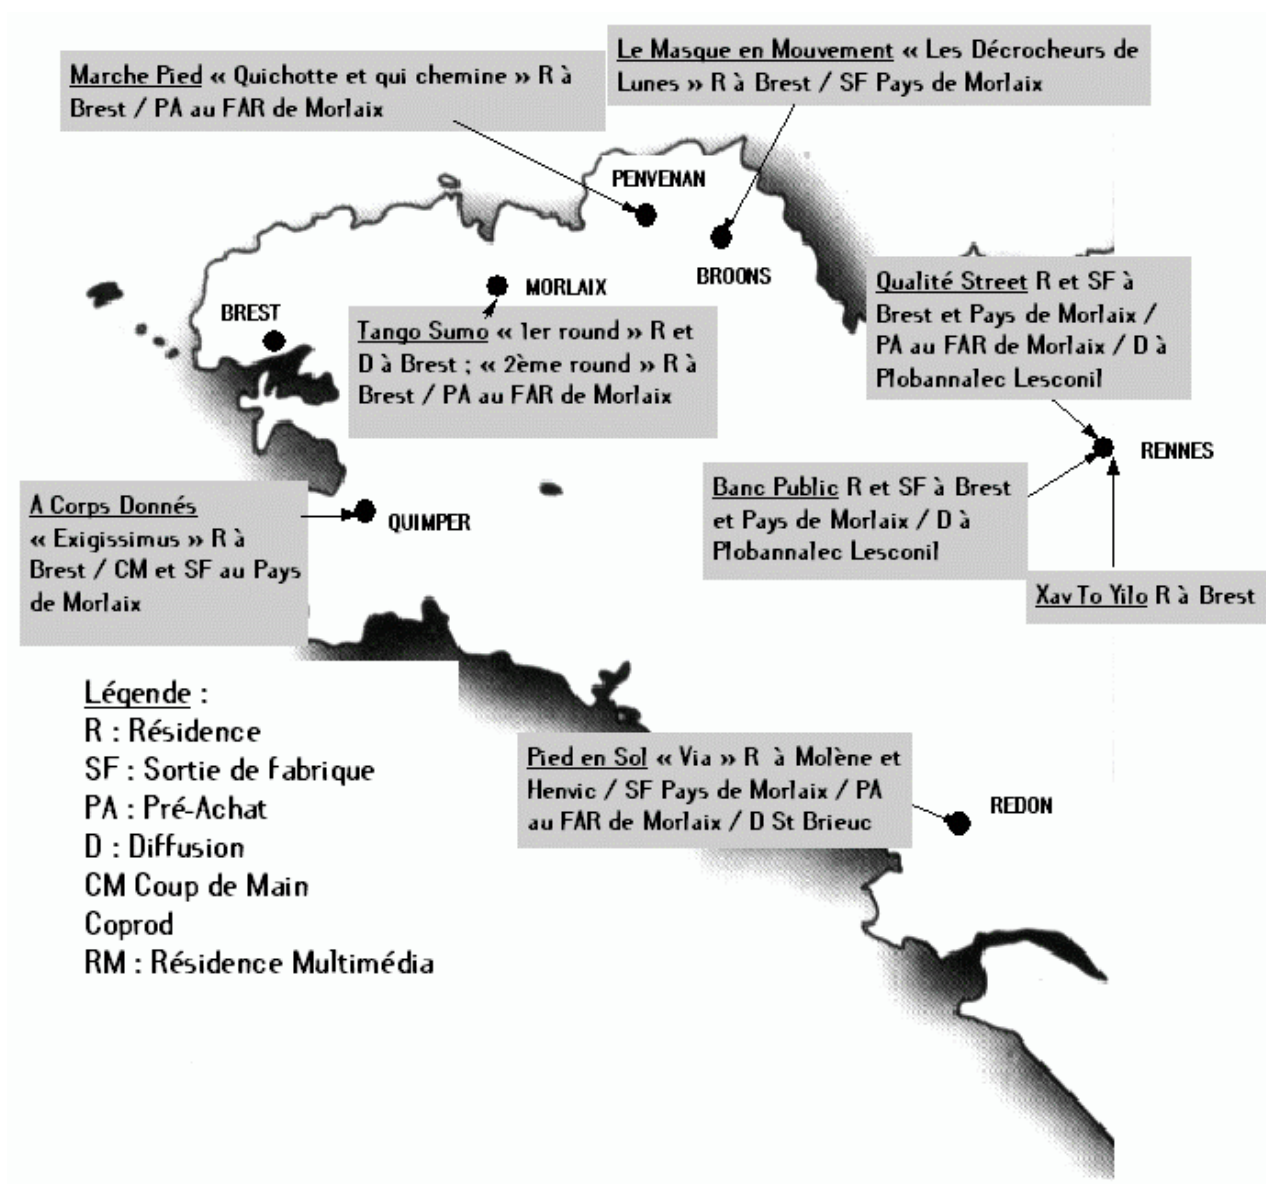 Le Masque en Mouvement « Les Décrocheurs de
Lunes » R à Brest / SF Pays de Morlaix
Marche Pied « Quichotte et qui chemine » R à
Brest / PA au FAR de Morlaix
PENVENAN
BROONS
MORLAIX
BREST
Qualité Street R et SF à
Brest et Pays de Morlaix /
PA au FAR de Morlaix / D à
Plobannalec Lesconil
Tango Sumo « 1er round » R et
D à Brest ; « 2ème round » R à
Brest / PA au FAR de Morlaix
RENNES
Banc Public R et SF à Brest
et Pays de Morlaix / D à
Plobannalec Lesconil
A Corps Donnés
« Exigissimus » R à
Brest / CM et SF au Pays
de Morlaix
QUIMPER
Xav To Yilo R à Brest
Légende :
R : Résidence
SF : Sortie de fabrique
PA : Pré-Achat
D : Diffusion
CM Coup de Main
Coprod
RM : Résidence Multimédia
Pied en Sol « Via » R à Molène et
Henvic / SF Pays de Morlaix / PA
au FAR de Morlaix / D St Brieuc
REDON